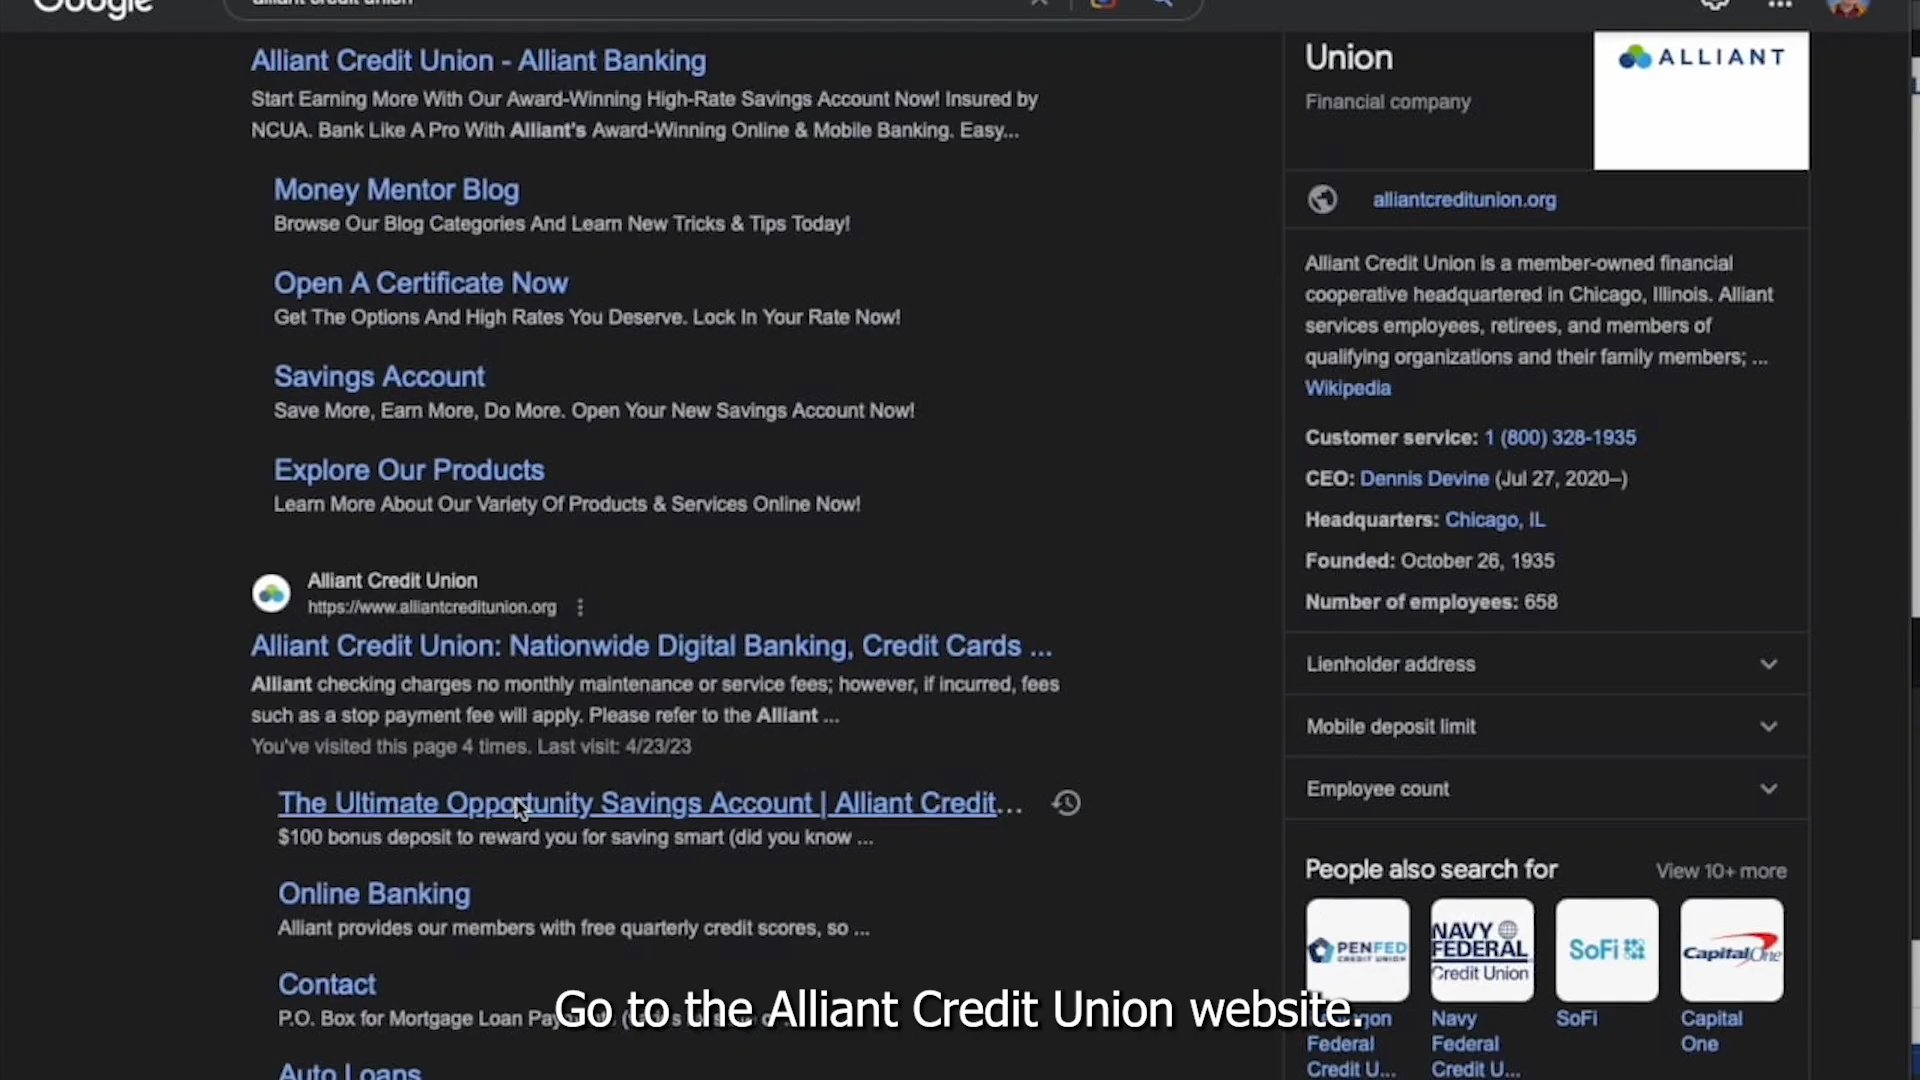 Google
alliant credit union
Alliant Credit Union - Alliant Banking
Start Earning More With Our Award-Winning High-Rate Savings Account Now! Insured by
NCUA. Bank Like A Pro With Alliant's Award-Winning Online & Mobile Banking. Easy...
Money Mentor Blog
Browse Our Blog Categories And Learn New Tricks & Tips Today!
Open A Certificate Now
Get The Options And High Rates You Deserve. Lock In Your Rate Now!
Savings Account
Save More, Earn More, Do More. Open Your New Savings Account Now!
Explore Our Products
Learn More About Our Variety Of Products & Services Online Now!
Alliant Credit Union
https://www.alliantcreditunion.org
Alliant Credit Union: Nationwide Digital Banking, Credit Cards ...
Alliant checking charges no monthly maintenance or service fees; however, if incurred, fees
such as a stop payment fee will apply. Please refer to the Alliant ...
You've visited this page 4 times. Last visit: 4/23/23
The Ultimate Opportunity Savings Account | Alliant Credit...
$100 bonus deposit to reward you for saving smart (did you know ...
Online Banking
Alliant provides our members with free quarterly credit scores, so ...
Contact
P.O. Box for Mortgage Loan
Auto Loans
Union
Financial company
ALLIANT
alliantcreditunion.org
Alliant Credit Union is a member-owned financial
cooperative headquartered in Chicago, Illinois. Alliant
services employees, retirees, and members of
qualifying organizations and their family members; ...
Wikipedia
Customer service: 1 (800) 328-1935
CEO: Dennis Devine (Jul 27, 2020–)
Headquarters: Chicago, IL
Founded: October 26, 1935
Number of employees: 658
Lienholder address
Mobile deposit limit
Employee count
People also search for
View 10+ more
PENFED
CREDIT UNION
NAVY
FEDERAL
Credit Union
SoFi
Capital One
Federal
Credit U...
Navy
Federal
Credit U...
SoFi
Capital
One
Go to the Alliant Credit Union website.